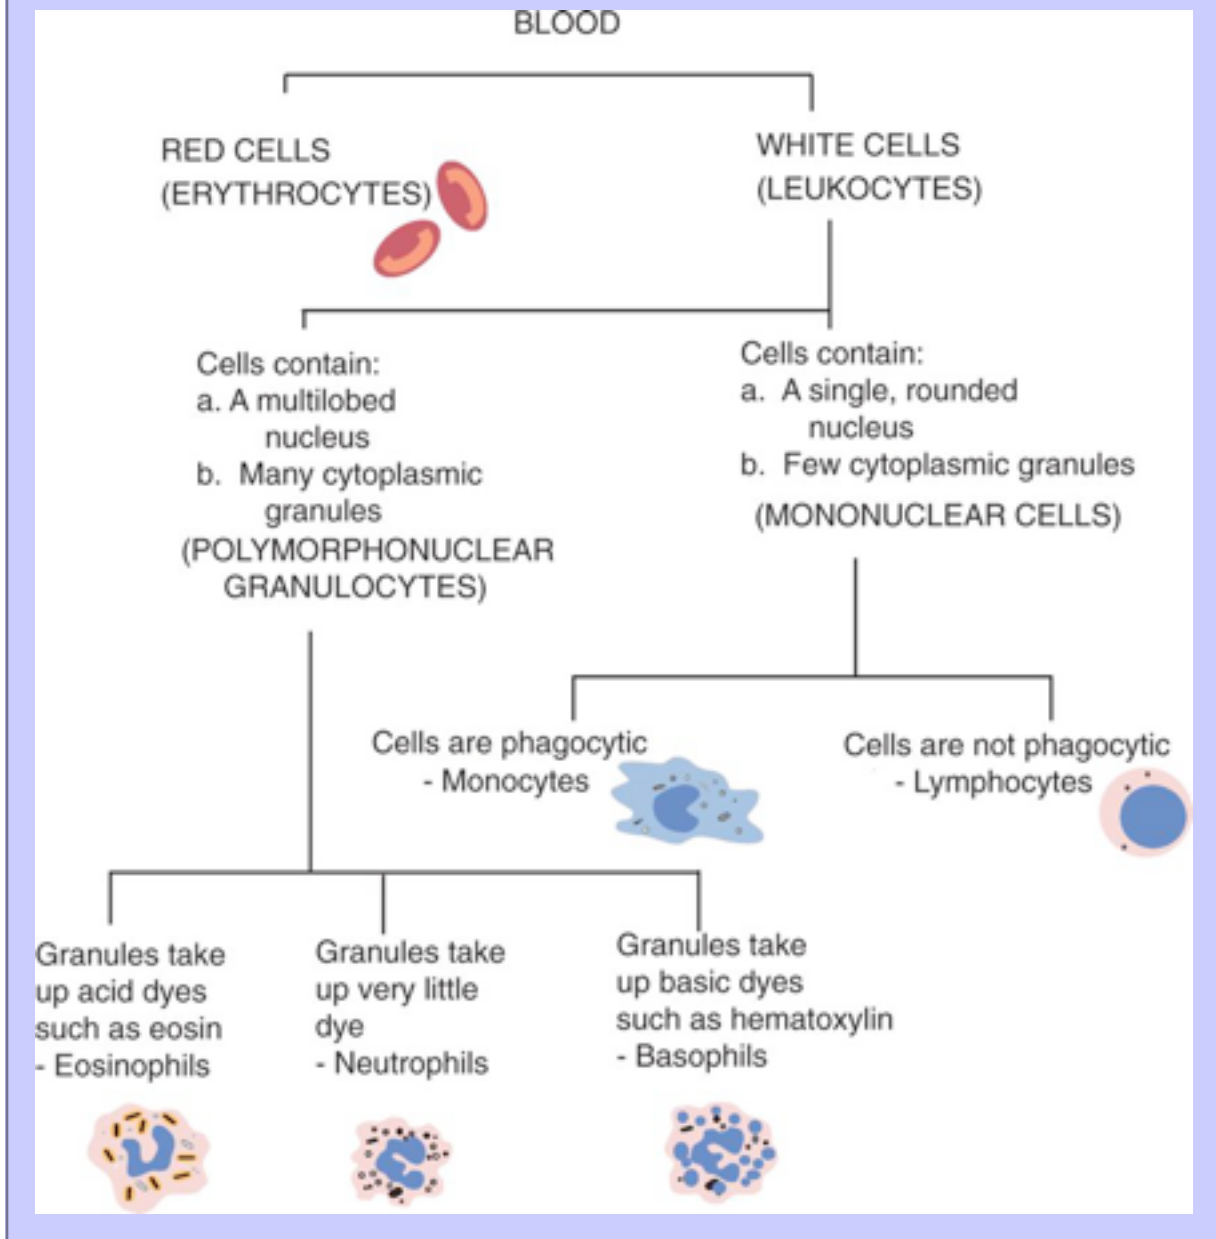 BLOOD
RED CELLS
(ERYTHROCYTES)
WHITE CELLS
(LEUKOCYTES)
Cells contain:
a. A multilobed
nucleus
b. Many cytoplasmic
granules
(POLYMORPHONUCLEAR
GRANULOCYTES)
Cells contain:
a. A single, rounded
nucleus
b. Few cytoplasmic granules
(MONONUCLEAR CELLS)
Cells are phagocytic
- Monocytes
Cells are not phagocytic
- Lymphocytes
Granules take
up acid dyes
such as eosin
- Eosinophils
Granules take
up very little
dye
- Neutrophils
Granules take
up basic dyes
such as hematoxylin
- Basophils